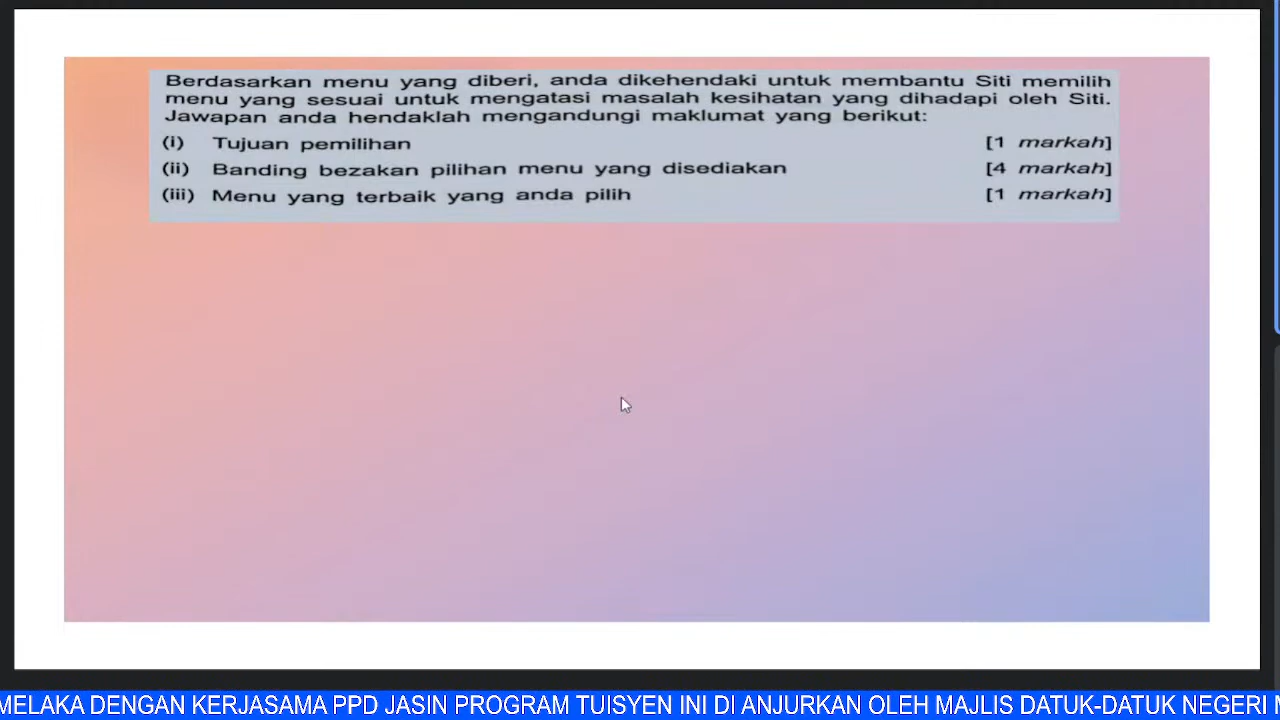 Berdasarkan menu yang diberi, anda dikehendaki untuk membantu Siti memilih
menu yang sesuai untuk mengatasi masalah kesihatan yang dihadapi oleh Siti.
Jawapan anda hendaklah mengandungi maklumat yang berikut:
(i) Tujuan pemilihan [1 markah]
(ii) Banding bezakan pilihan menu yang disediakan [4 markah]
(iii) Menu yang terbaik yang anda pilih [1 markah]
MELAKA DENGAN KERJASAMA PPD JASIN PROGRAM TUISYEN INI DI ANJURKAN OLEH MAJLIS DATUK-DATUK NEGERI